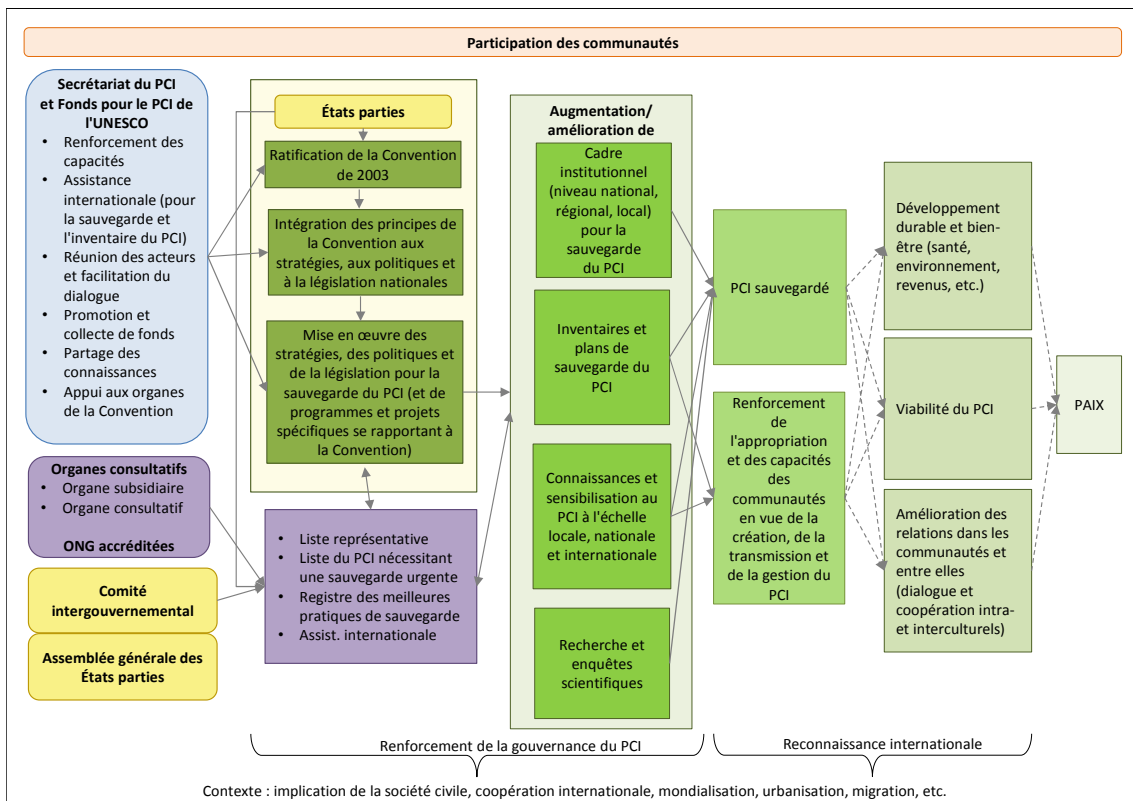 Participation des communautés
Secrétariat du PCI
et Fonds pour le PCI de
l'UNESCO
• Renforcement des
capacités
• Assistance
internationale (pour
la sauvegarde et
l'inventaire du PCI)
• Réunion des acteurs
et facilitation du
dialogue
• Promotion et
collecte de fonds
• Partage des
connaissances
• Appui aux organes
de la Convention
Organes consultatifs
• Organe subsidiaire
• Organe consultatif
ONG accréditées
Comité
intergouvernemental
Assemblée générale des
États parties
États parties
Ratification de la Convention
de 2003
Intégration des principes de
la Convention aux
stratégies, aux politiques et
à la législation nationales
Mise en œuvre des
stratégies, des politiques et
de la législation pour la
sauvegarde du PCI (et de
programmes et projets
spécifiques se rapportant à
la Convention)
• Liste représentative
• Liste du PCI nécessitant
une sauvegarde urgente
• Registre des meilleures
pratiques de sauvegarde
• Assist. internationale
Augmentation/
amélioration de
Cadre
institutionnel
(niveau national,
régional, local)
pour la
sauvegarde
du PCI
Inventaires et
plans de
sauvegarde du
PCI
Connaissances et
sensibilisation au
PCI à l'échelle
locale, nationale
et internationale
Recherche et
enquêtes
scientifiques
PCI sauvegardé
Renforcement
de
l'appropriation
et des capacités
des
communautés
en vue de la
création, de la
transmission et
de la gestion du
PCI
Développement
durable et bien-
être (santé,
environnement,
revenus, etc.)
Viabilité du PCI
Amélioration des
relations dans les
communautés et
entre elles
(dialogue et
coopération intra-
et interculturels)
PAIX
Renforcement de la gouvernance du PCI
Reconnaissance internationale
Contexte : implication de la société civile, coopération internationale, mondialisation, urbanisation, migration, etc.